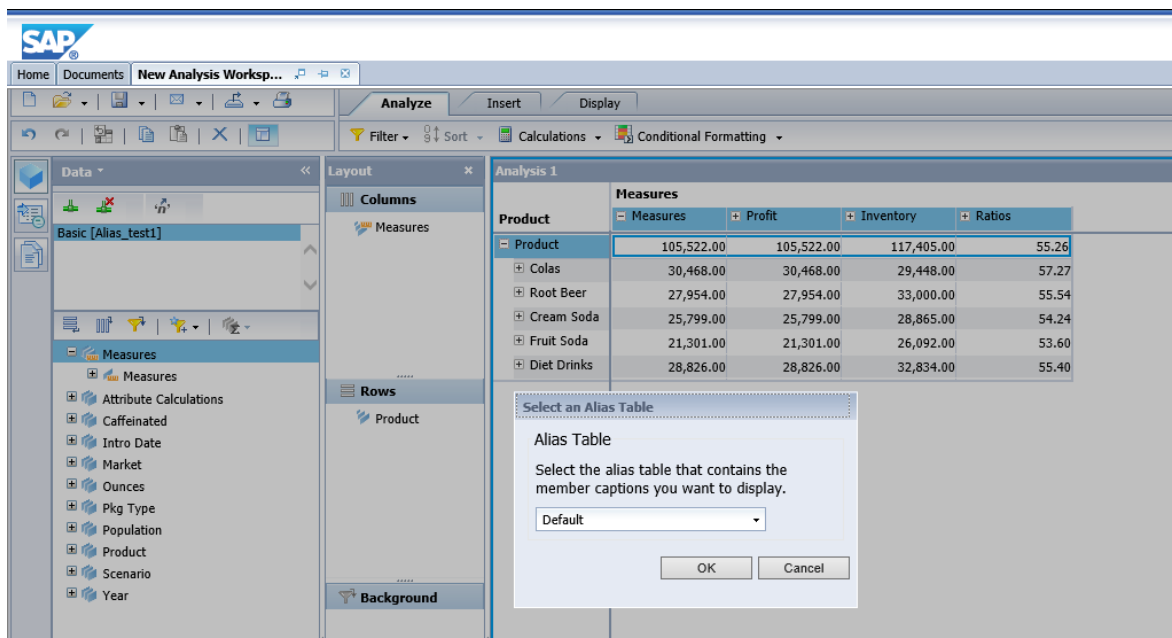 SAP®
Home Documents New Analysis Worksp...
Analyze Insert Display
Filter Sort Calculations Conditional Formatting
Data
Basic [Alias_test1]
Measures
Measures
Attribute Calculations
Caffeinated
Intro Date
Market
Ounces
Pkg Type
Population
Product
Scenario
Year
Layout
Columns
Measures
Rows
Product
Background
Analysis 1
Measures
Product Measures Profit Inventory Ratios
Product 105,522.00 105,522.00 117,405.00 55.26
Colas 30,468.00 30,468.00 29,448.00 57.27
Root Beer 27,954.00 27,954.00 33,000.00 55.54
Cream Soda 25,799.00 25,799.00 28,865.00 54.24
Fruit Soda 21,301.00 21,301.00 26,092.00 53.60
Diet Drinks 28,826.00 28,826.00 32,834.00 55.40
Select an Alias Table
Alias Table
Select the alias table that contains the
member captions you want to display.
Default
OK Cancel